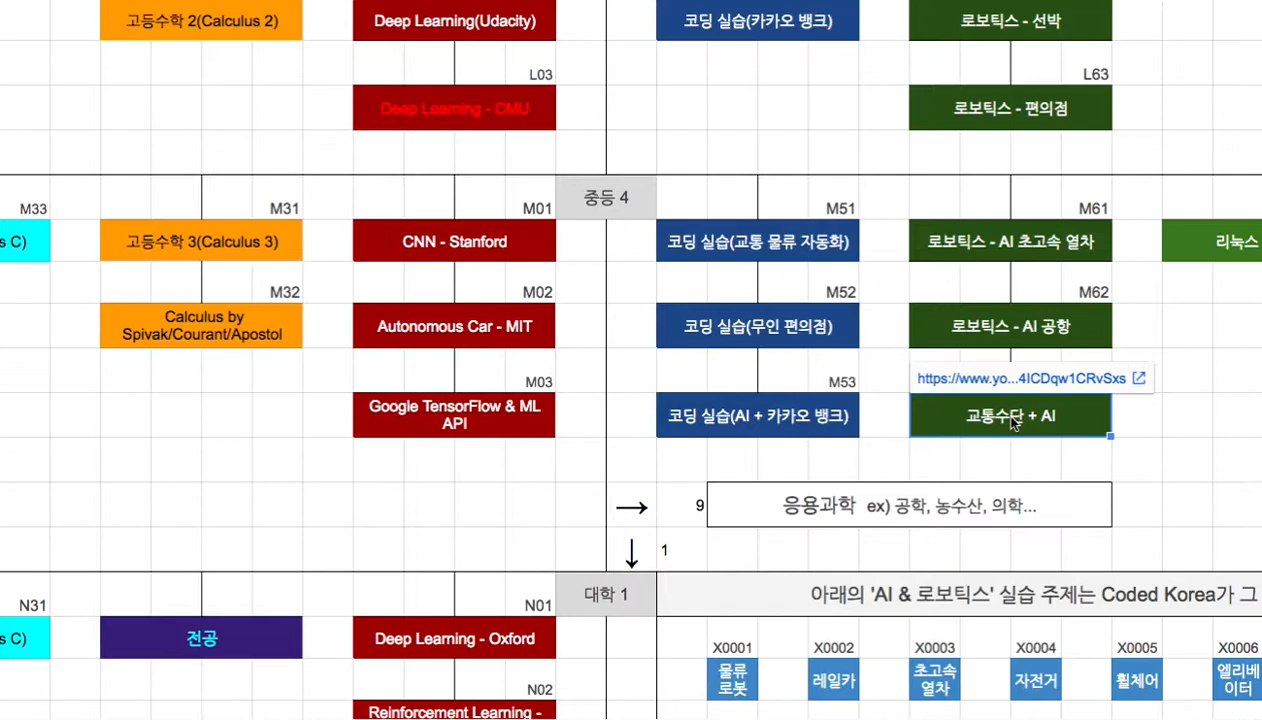 고등수학 2(Calculus 2)
Deep Learning(Udacity)
코딩 실습(카카오 뱅크)
로보틱스 - 선박
L03
L63
Deep Learning - CMU
로보틱스 - 편의점
중등 4
M33
M31
M01
M51
M61
s C)
고등수학 3(Calculus 3)
CNN - Stanford
코딩 실습(교통 물류 자동화)
로보틱스 - AI 초고속 열차
리눅스
M32
M02
M52
M62
Calculus by
Spivak/Courant/Apostol
Autonomous Car - MIT
코딩 실습(무인 편의점)
로보틱스 - AI 공항
M03
M53
https://www.yo...4ICDqw1CRvSxs
Google TensorFlow & ML
API
코딩 실습(AI + 카카오 뱅크)
교통수단 + AI
→ 9
응용과학 ex) 공학, 농수산, 의학...
↓ 1
대학 1
아래의 'AI & 로보틱스' 실습 주제는 Coded Korea가 그
N31
N01
s C)
전공
Deep Learning - Oxford
X0001
X0002
X0003
X0004
X0005
X0006
물류
로봇
레일카
초고속
열차
자전거
휠체어
엘리베
이터
N02
Reinforcement Learning -